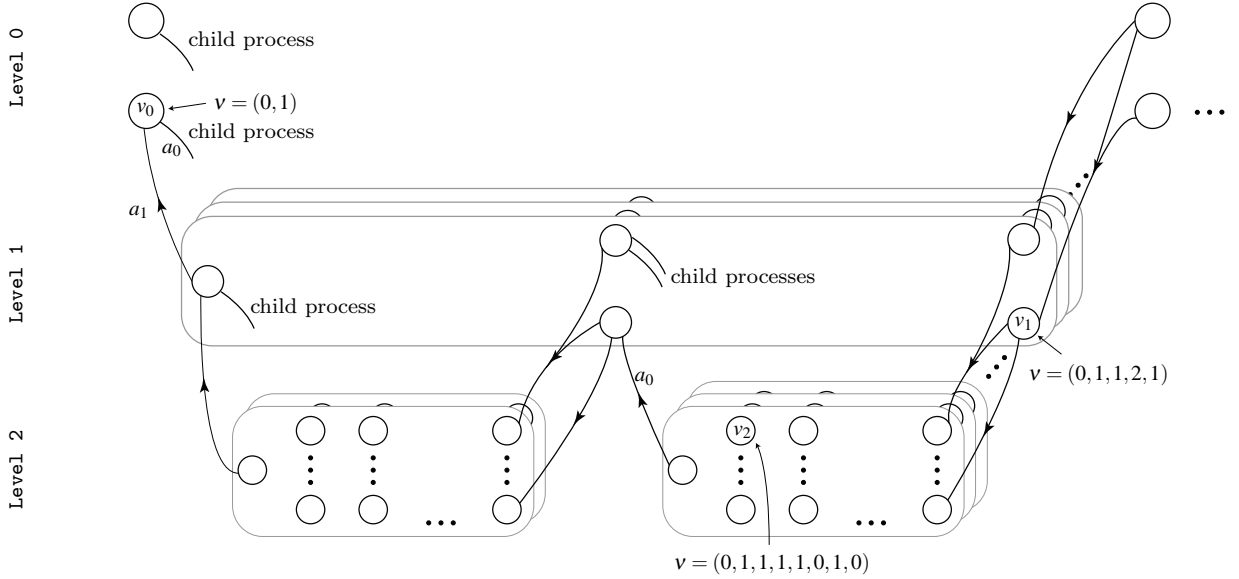 Level 0
child process
v0
ν = (0,1)
child process
a0
a1
Level 1
child processes
child process
v1
ν = (0,1,1,2,1)
a0
Level 2
v2
ν = (0,1,1,1,1,0,1,0)